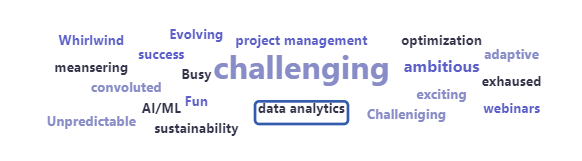 Evolving
Whirlwind
project management
optimization
success
adaptive
meansering
Busy
challenging
ambitious
convoluted
exhaused
exciting
AI/ML
Fun
data analytics
Challeniging
webinars
Unpredictable
sustainability